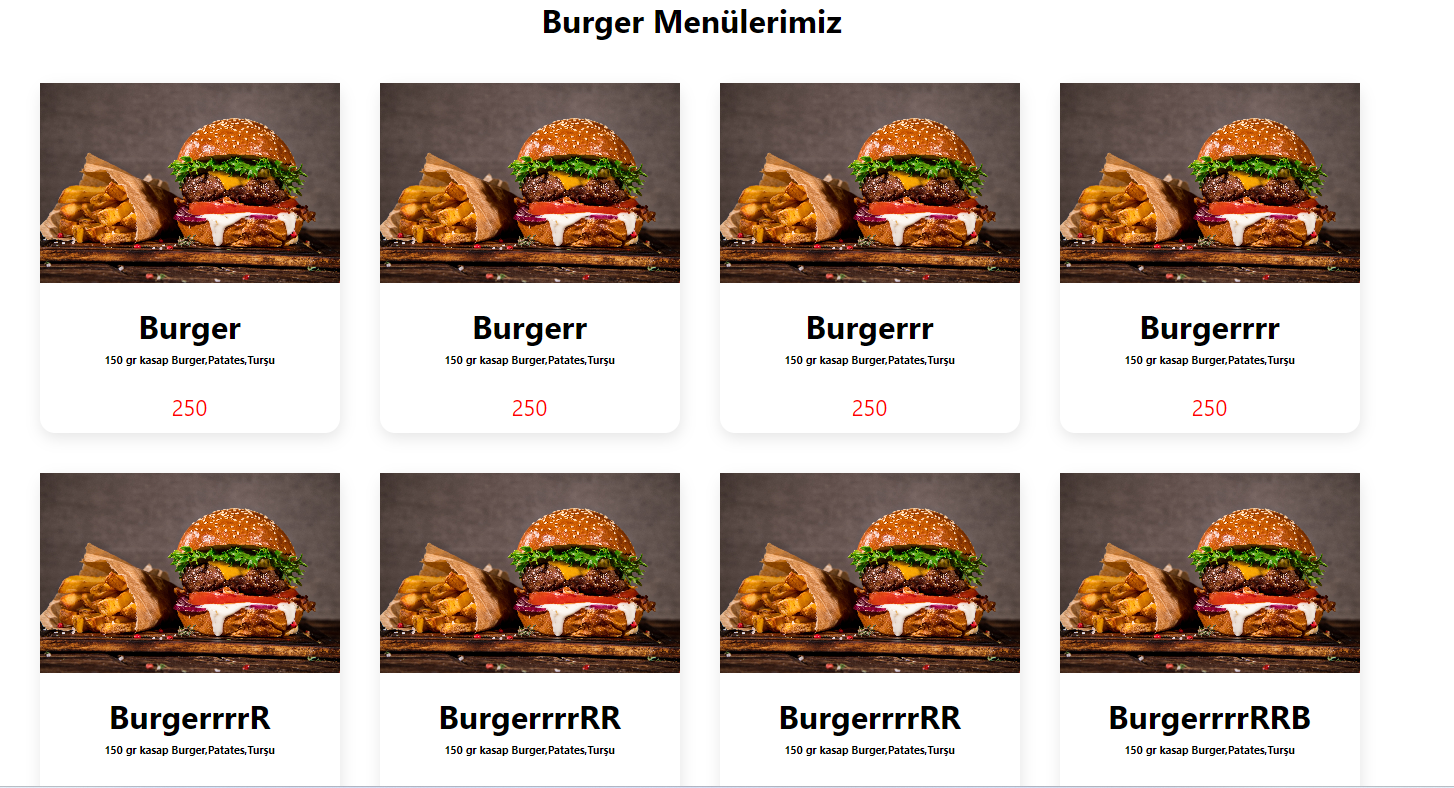 Burger Menülerimiz
Burger
150 gr kasap Burger,Patates,Turşu
250
Burgerr
150 gr kasap Burger,Patates,Turşu
250
Burgerrr
150 gr kasap Burger,Patates,Turşu
250
Burgerrrr
150 gr kasap Burger,Patates,Turşu
250
BurgerrrrR
150 gr kasap Burger,Patates,Turşu
BurgerrrrRR
150 gr kasap Burger,Patates,Turşu
BurgerrrrRR
150 gr kasap Burger,Patates,Turşu
BurgerrrrRRB
150 gr kasap Burger,Patates,Turşu